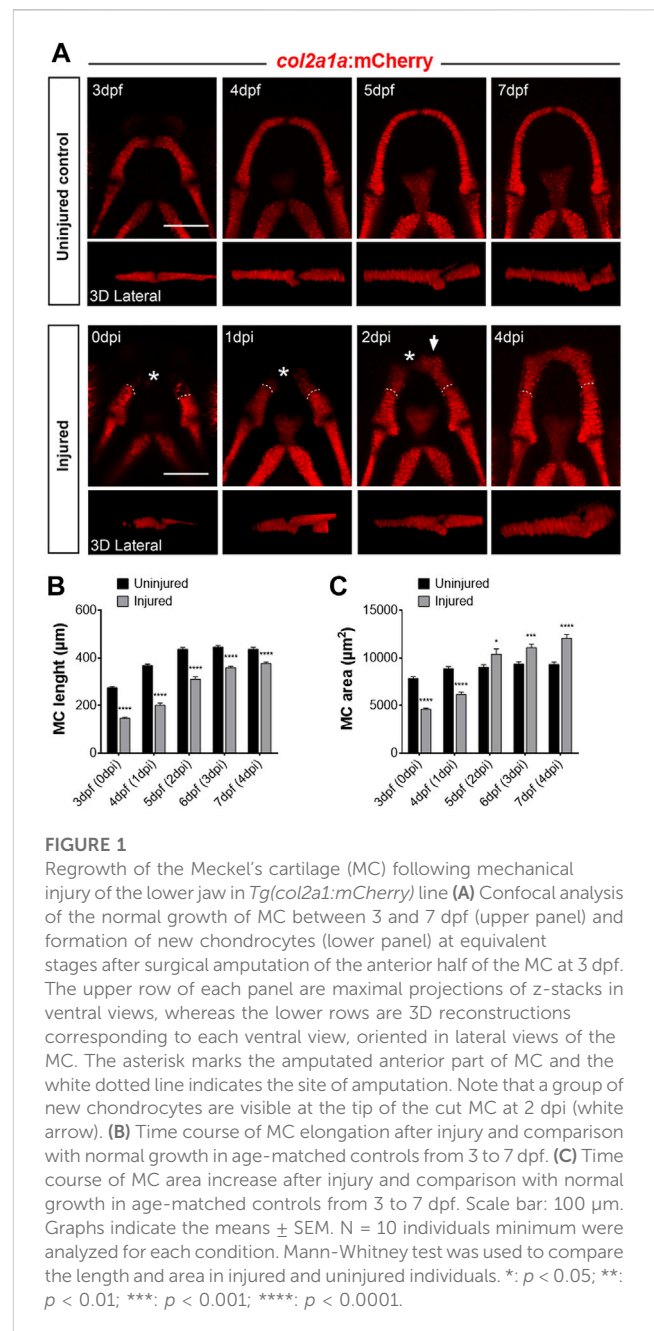 A
col2a1a:mCherry
3dpf
4dpf
5dpf
7dpf
Uninjured control
3D Lateral
0dpi
1dpi
2dpi
4dpi
*
*
*
Injured
3D Lateral
B
Uninjured
Injured
MC lenght (µm)
600
400
200
0
****
****
****
****
****
3dpf (0dpi)
4dpf (1dpi)
5dpf (2dpi)
6dpf (3dpi)
7dpf (4dpi)
C
Uninjured
Injured
MC area (µm²)
15000
10000
5000
0
****
****
*
***
****
3dpf (0dpi)
4dpf (1dpi)
5dpf (2dpi)
6dpf (3dpi)
7dpf (4dpi)
FIGURE 1
Regrowth of the Meckel's cartilage (MC) following mechanical
injury of the lower jaw in Tg(col2a1:mCherry) line (A) Confocal analysis
of the normal growth of MC between 3 and 7 dpf (upper panel) and
formation of new chondrocytes (lower panel) at equivalent
stages after surgical amputation of the anterior half of the MC at 3 dpf.
The upper row of each panel are maximal projections of z-stacks in
ventral views, whereas the lower rows are 3D reconstructions
corresponding to each ventral view, oriented in lateral views of the
MC. The asterisk marks the amputated anterior part of MC and the
white dotted line indicates the site of amputation. Note that a group of
new chondrocytes are visible at the tip of the cut MC at 2 dpi (white
arrow). (B) Time course of MC elongation after injury and comparison
with normal growth in age-matched controls from 3 to 7 dpf. (C) Time
course of MC area increase after injury and comparison with normal
growth in age-matched controls from 3 to 7 dpf. Scale bar: 100 µm.
Graphs indicate the means ± SEM. N = 10 individuals minimum were
analyzed for each condition. Mann-Whitney test was used to compare
the length and area in injured and uninjured individuals. *: p < 0.05; **:
p < 0.01; ***: p < 0.001; ****: p < 0.0001.